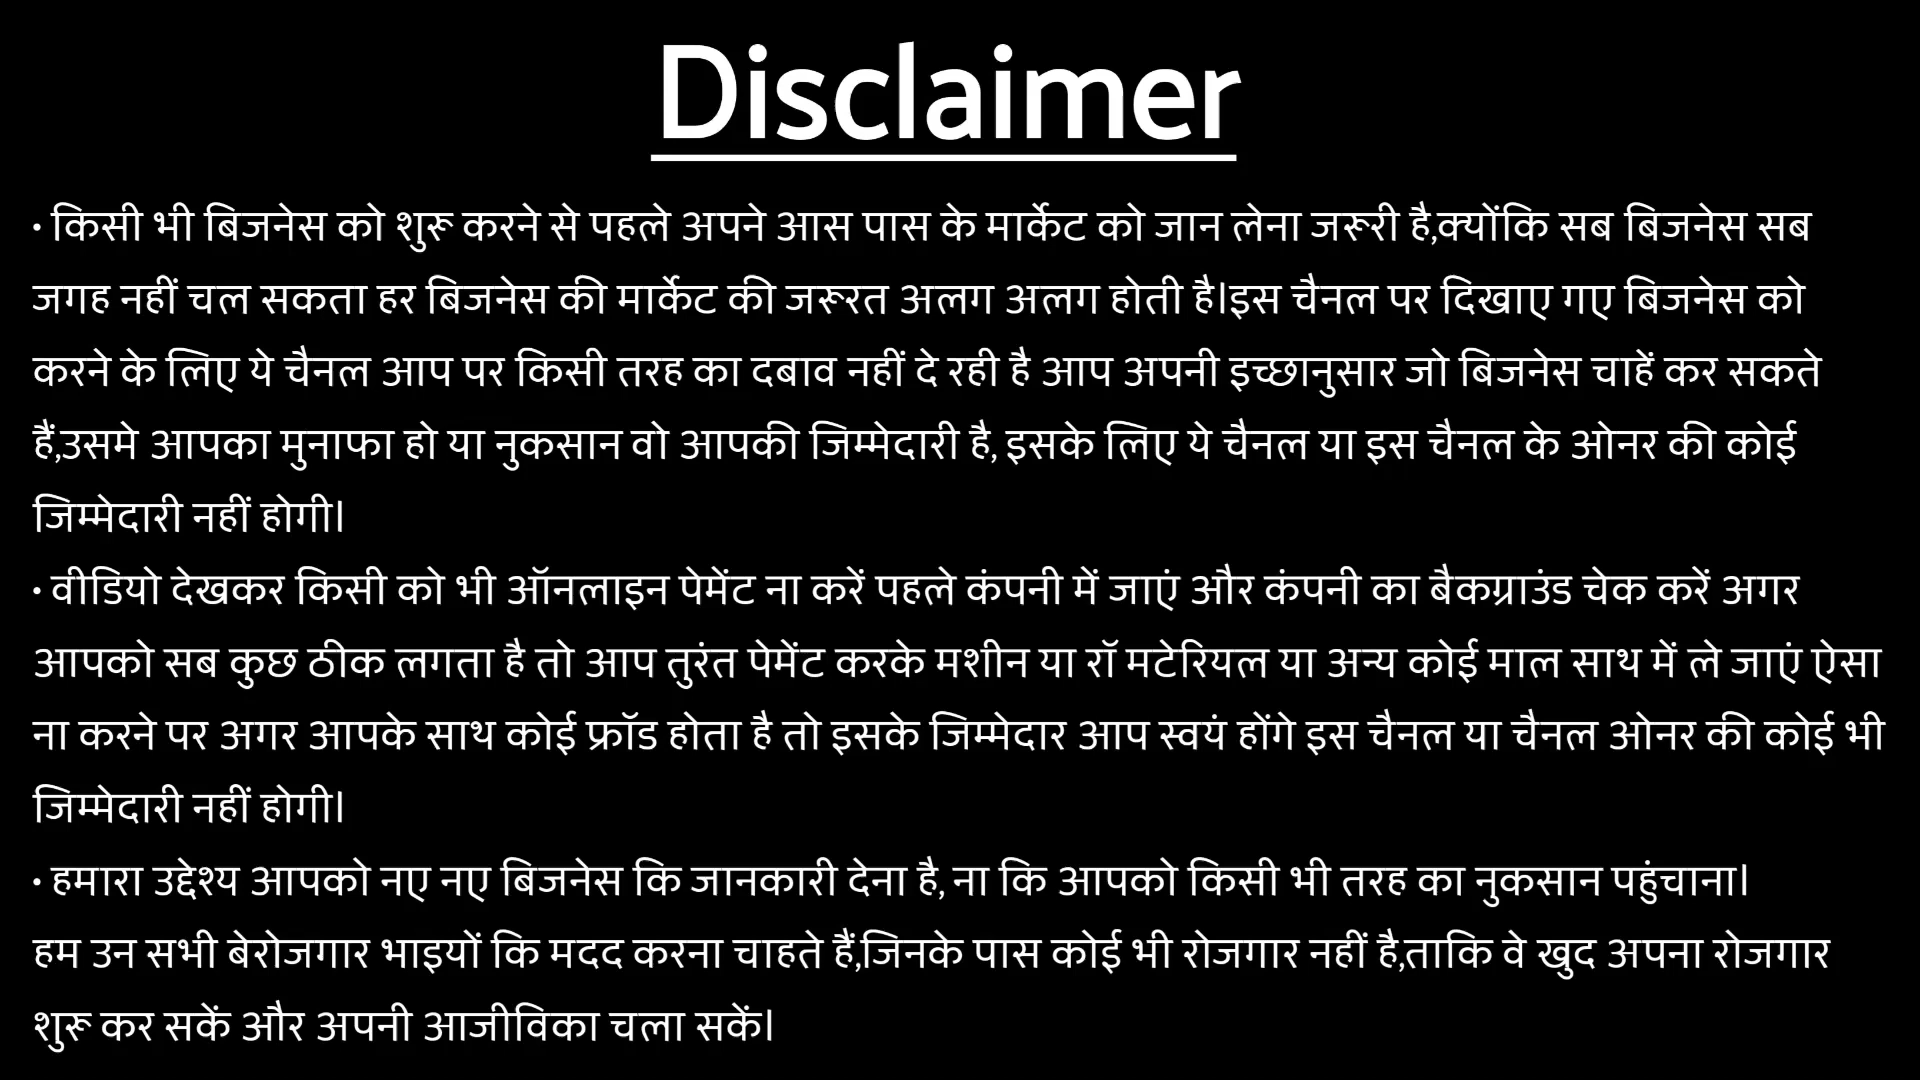 Disclaimer
• किसी भी बिजनेस को शुरू करने से पहले अपने आस पास के मार्केट को जान लेना जरूरी है,क्योंकि सब बिजनेस सब
जगह नहीं चल सकता हर बिजनेस की मार्केट की जरूरत अलग अलग होती है।इस चैनल पर दिखाए गए बिजनेस को
करने के लिए ये चैनल आप पर किसी तरह का दबाव नहीं दे रही है आप अपनी इच्छानुसार जो बिजनेस चाहें कर सकते
हैं,उसमे आपका मुनाफा हो या नुकसान वो आपकी जिम्मेदारी है, इसके लिए ये चैनल या इस चैनल के ओनर की कोई
जिम्मेदारी नहीं होगी।
• वीडियो देखकर किसी को भी ऑनलाइन पेमेंट ना करें पहले कंपनी में जाएं और कंपनी का बैकग्राउंड चेक करें अगर
आपको सब कुछ ठीक लगता है तो आप तुरंत पेमेंट करके मशीन या रॉ मटेरियल या अन्य कोई माल साथ में ले जाएं ऐसा
ना करने पर अगर आपके साथ कोई फ्रॉड होता है तो इसके जिम्मेदार आप स्वयं होंगे इस चैनल या चैनल ओनर की कोई भी
जिम्मेदारी नहीं होगी।
• हमारा उद्देश्य आपको नए नए बिजनेस कि जानकारी देना है, ना कि आपको किसी भी तरह का नुकसान पहुंचाना।
हम उन सभी बेरोजगार भाइयों कि मदद करना चाहते हैं,जिनके पास कोई भी रोजगार नहीं है,ताकि वे खुद अपना रोजगार
शुरू कर सकें और अपनी आजीविका चला सकें।